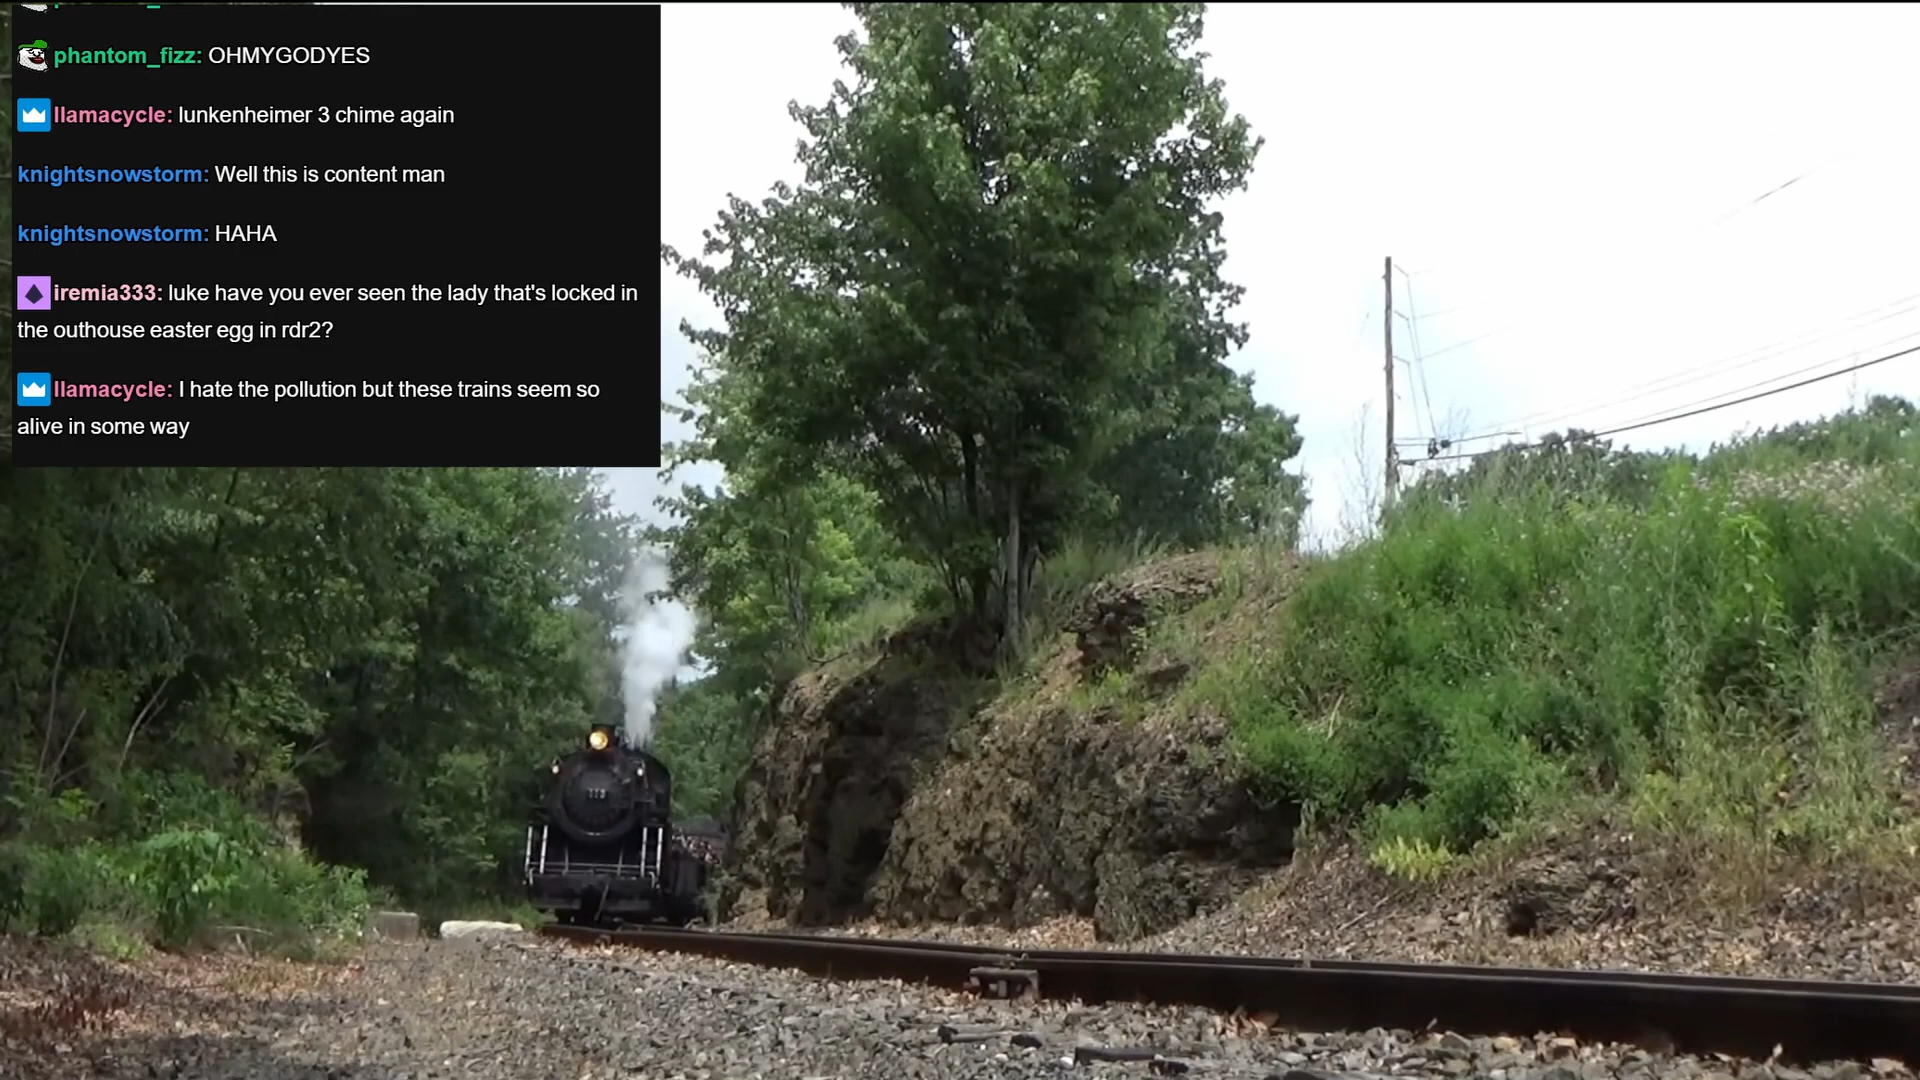 phantom_fizz: OHMYGODYES
llamacycle: lunkenheimer 3 chime again
knightsnowstorm: Well this is content man
knightsnowstorm: HAHA
iremia333: luke have you ever seen the lady that's locked in
the outhouse easter egg in rdr2?
llamacycle: I hate the pollution but these trains seem so
alive in some way
113